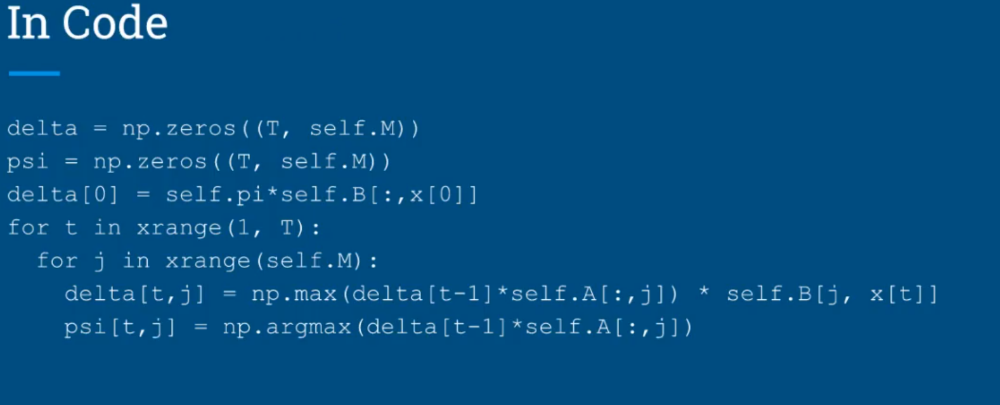 In Code
delta = np.zeros((T, self.M))
psi = np.zeros((T, self.M))
delta[0] = self.pi*self.B[:,x[0]]
for t in xrange(1, T):
  for j in xrange(self.M):
    delta[t,j] = np.max(delta[t-1]*self.A[:,j]) * self.B[j, x[t]]
    psi[t,j] = np.argmax(delta[t-1]*self.A[:,j])